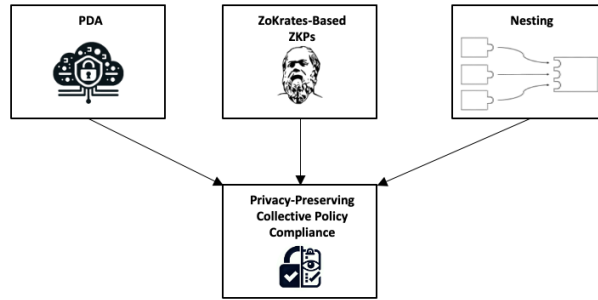 PDA
ZoKrates-Based
ZKPs
Nesting
Privacy-Preserving
Collective Policy
Compliance